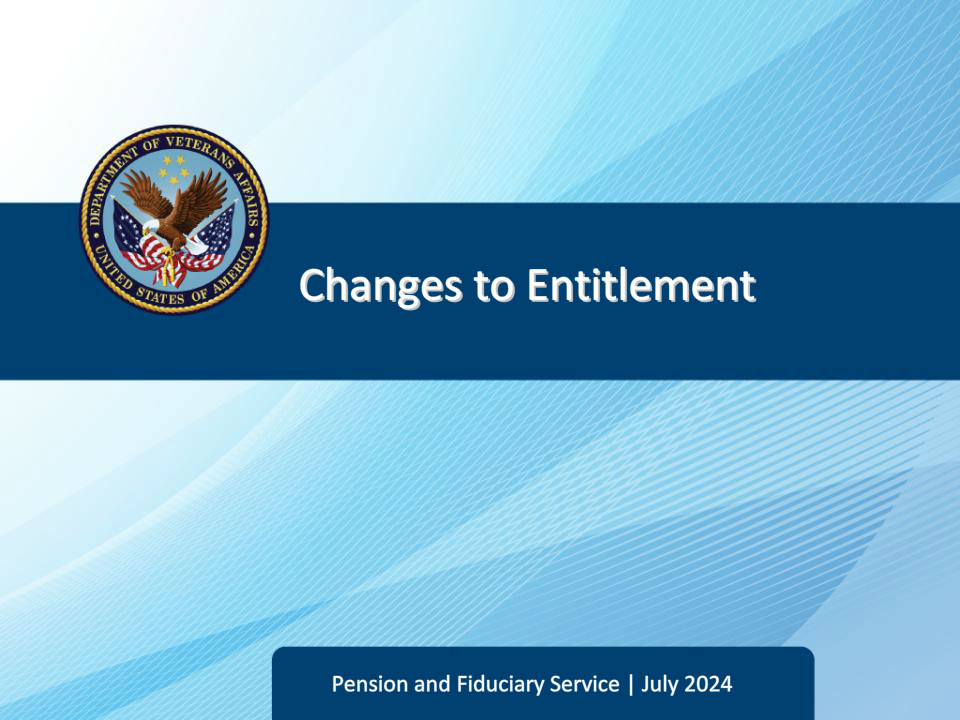 DEPARTMENT OF VETERANS AFFAIRS
UNITED STATES OF AMERICA
Changes to Entitlement
Pension and Fiduciary Service | July 2024